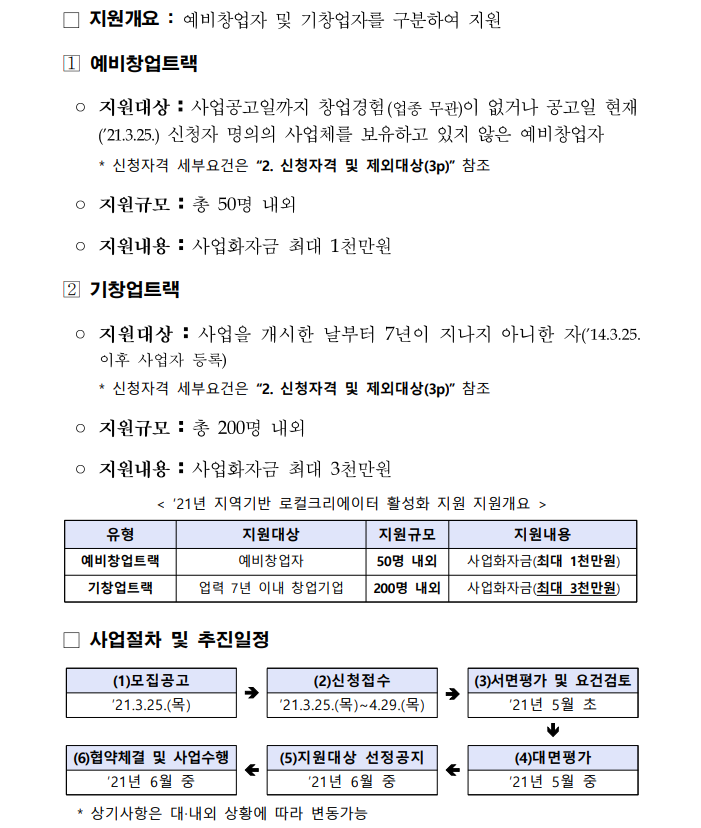 □ 지원개요 : 예비창업자 및 기창업자를 구분하여 지원
1 예비창업트랙
○ 지원대상 : 사업공고일까지 창업경험(업종 무관)이 없거나 공고일 현재
(‘21.3.25.) 신청자 명의의 사업체를 보유하고 있지 않은 예비창업자
* 신청자격 세부요건은 “2. 신청자격 및 제외대상(3p)” 참조
○ 지원규모 : 총 50명 내외
○ 지원내용 : 사업화자금 최대 1천만원
2 기창업트랙
○ 지원대상 : 사업을 개시한 날부터 7년이 지나지 아니한 자(‘14.3.25.
이후 사업자 등록)
* 신청자격 세부요건은 “2. 신청자격 및 제외대상(3p)” 참조
○ 지원규모 : 총 200명 내외
○ 지원내용 : 사업화자금 최대 3천만원
< ‘21년 지역기반 로컬크리에이터 활성화 지원 지원개요 >
유형 지원대상 지원규모 지원내용
예비창업트랙 예비창업자 50명 내외 사업화자금(최대 1천만원)
기창업트랙 업력 7년 이내 창업기업 200명 내외 사업화자금(최대 3천만원)
□ 사업절차 및 추진일정
(1)모집공고 ➔ (2)신청접수 ➔ (3)서면평가 및 요건검토
‘21.3.25.(목) ‘21.3.25.(목)~4.29.(목) ‘21년 5월 초
(6)협약체결 및 사업수행 (5)지원대상 선정공지 (4)대면평가
‘21년 6월 중 ‘21년 6월 중 ‘21년 5월 중
* 상기사항은 대·내외 상황에 따라 변동가능